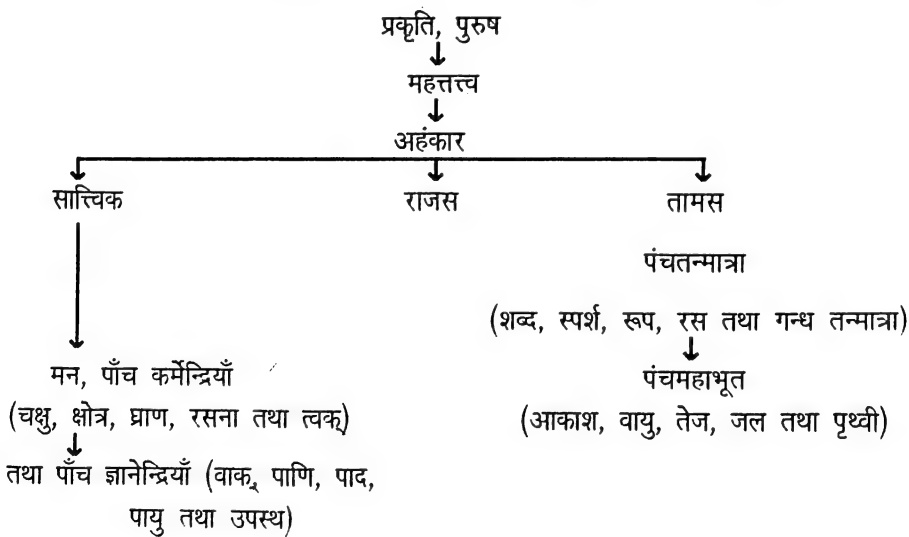 प्रकृति, पुरुष
महत्तत्त्व
अहंकार
सात्त्विक
राजस
तामस
पंचतन्मात्रा
(शब्द, स्पर्श, रूप, रस तथा गन्ध तन्मात्रा)
मन, पाँच कर्मेन्द्रियाँ
पंचमहाभूत
(चक्षु, क्षोत्र, घ्राण, रसना तथा त्वक्)
(आकाश, वायु, तेज, जल तथा पृथ्वी)
तथा पाँच ज्ञानेन्द्रियाँ (वाक्, पाणि, पाद,
पायु तथा उपस्थ)